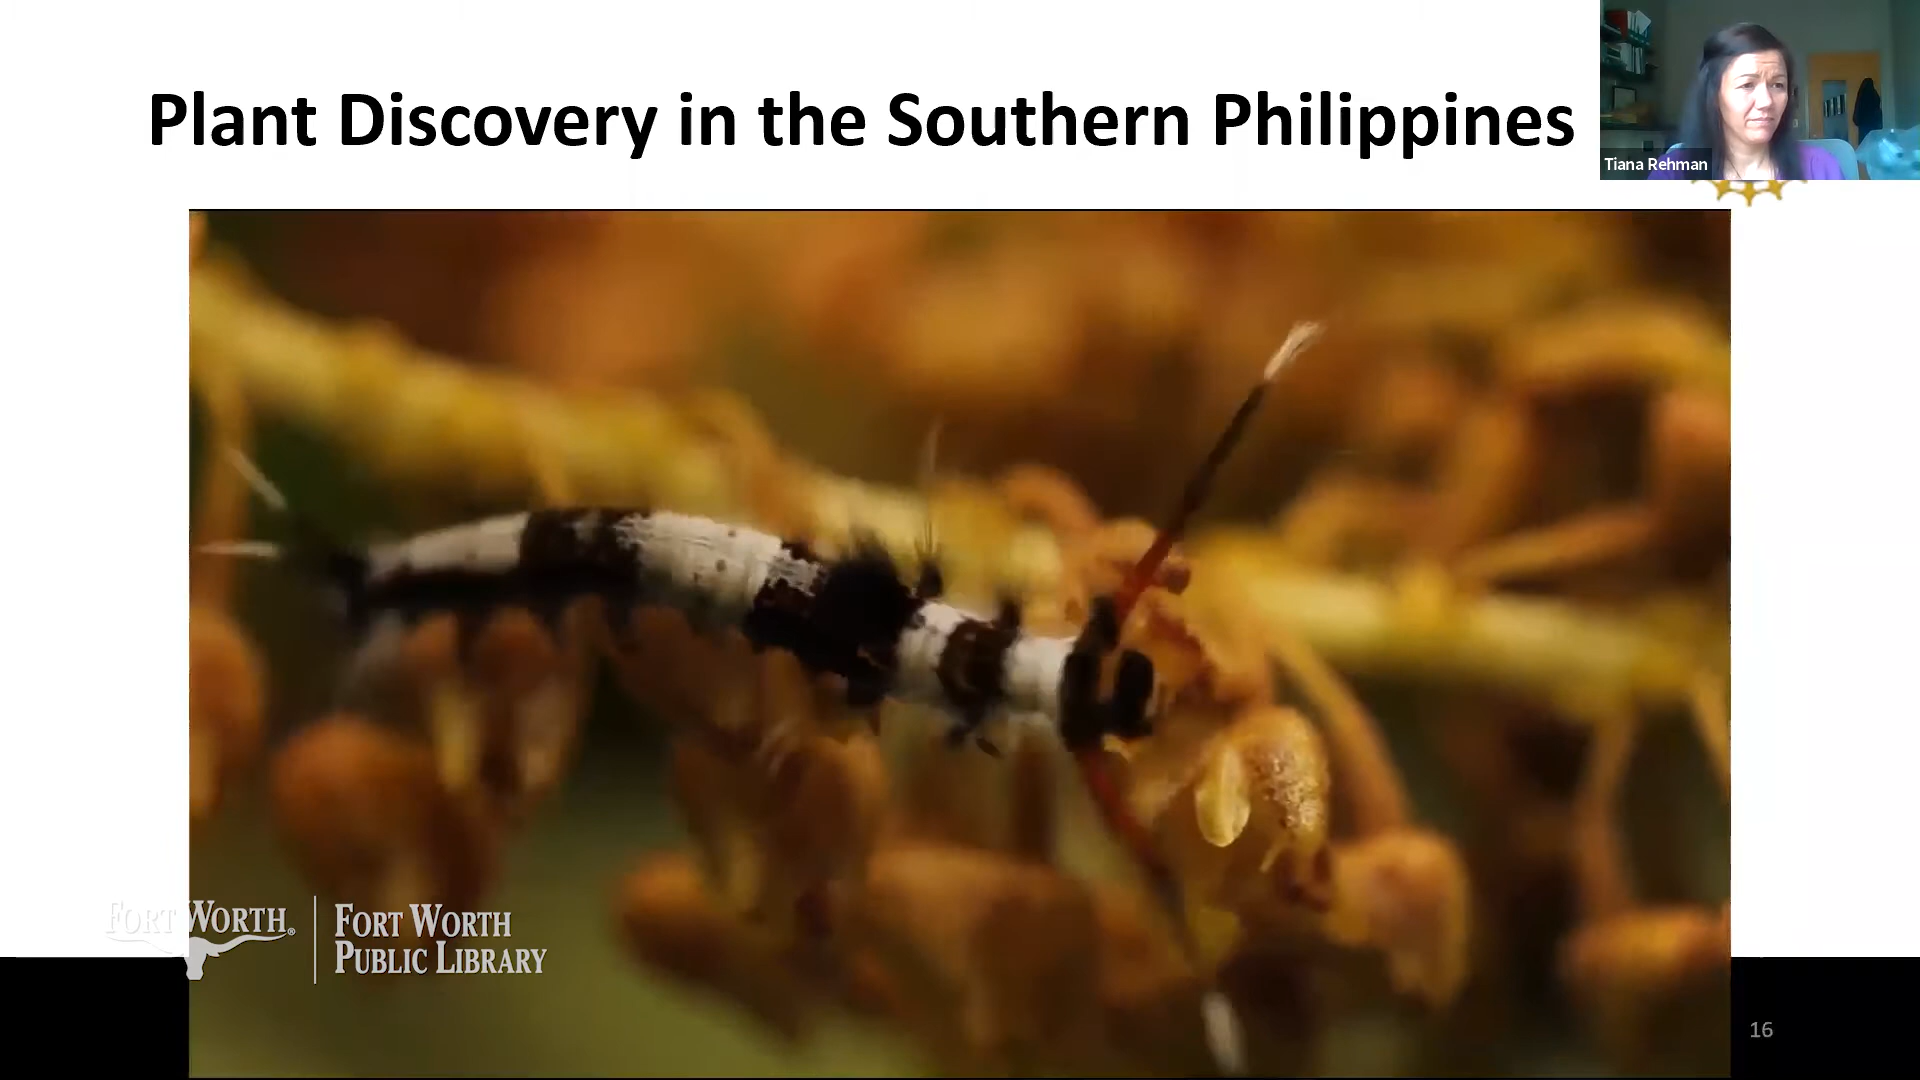 Plant Discovery in the Southern Philippines
Tiana Rehman
FORT WORTH®
FORT WORTH
PUBLIC LIBRARY
16